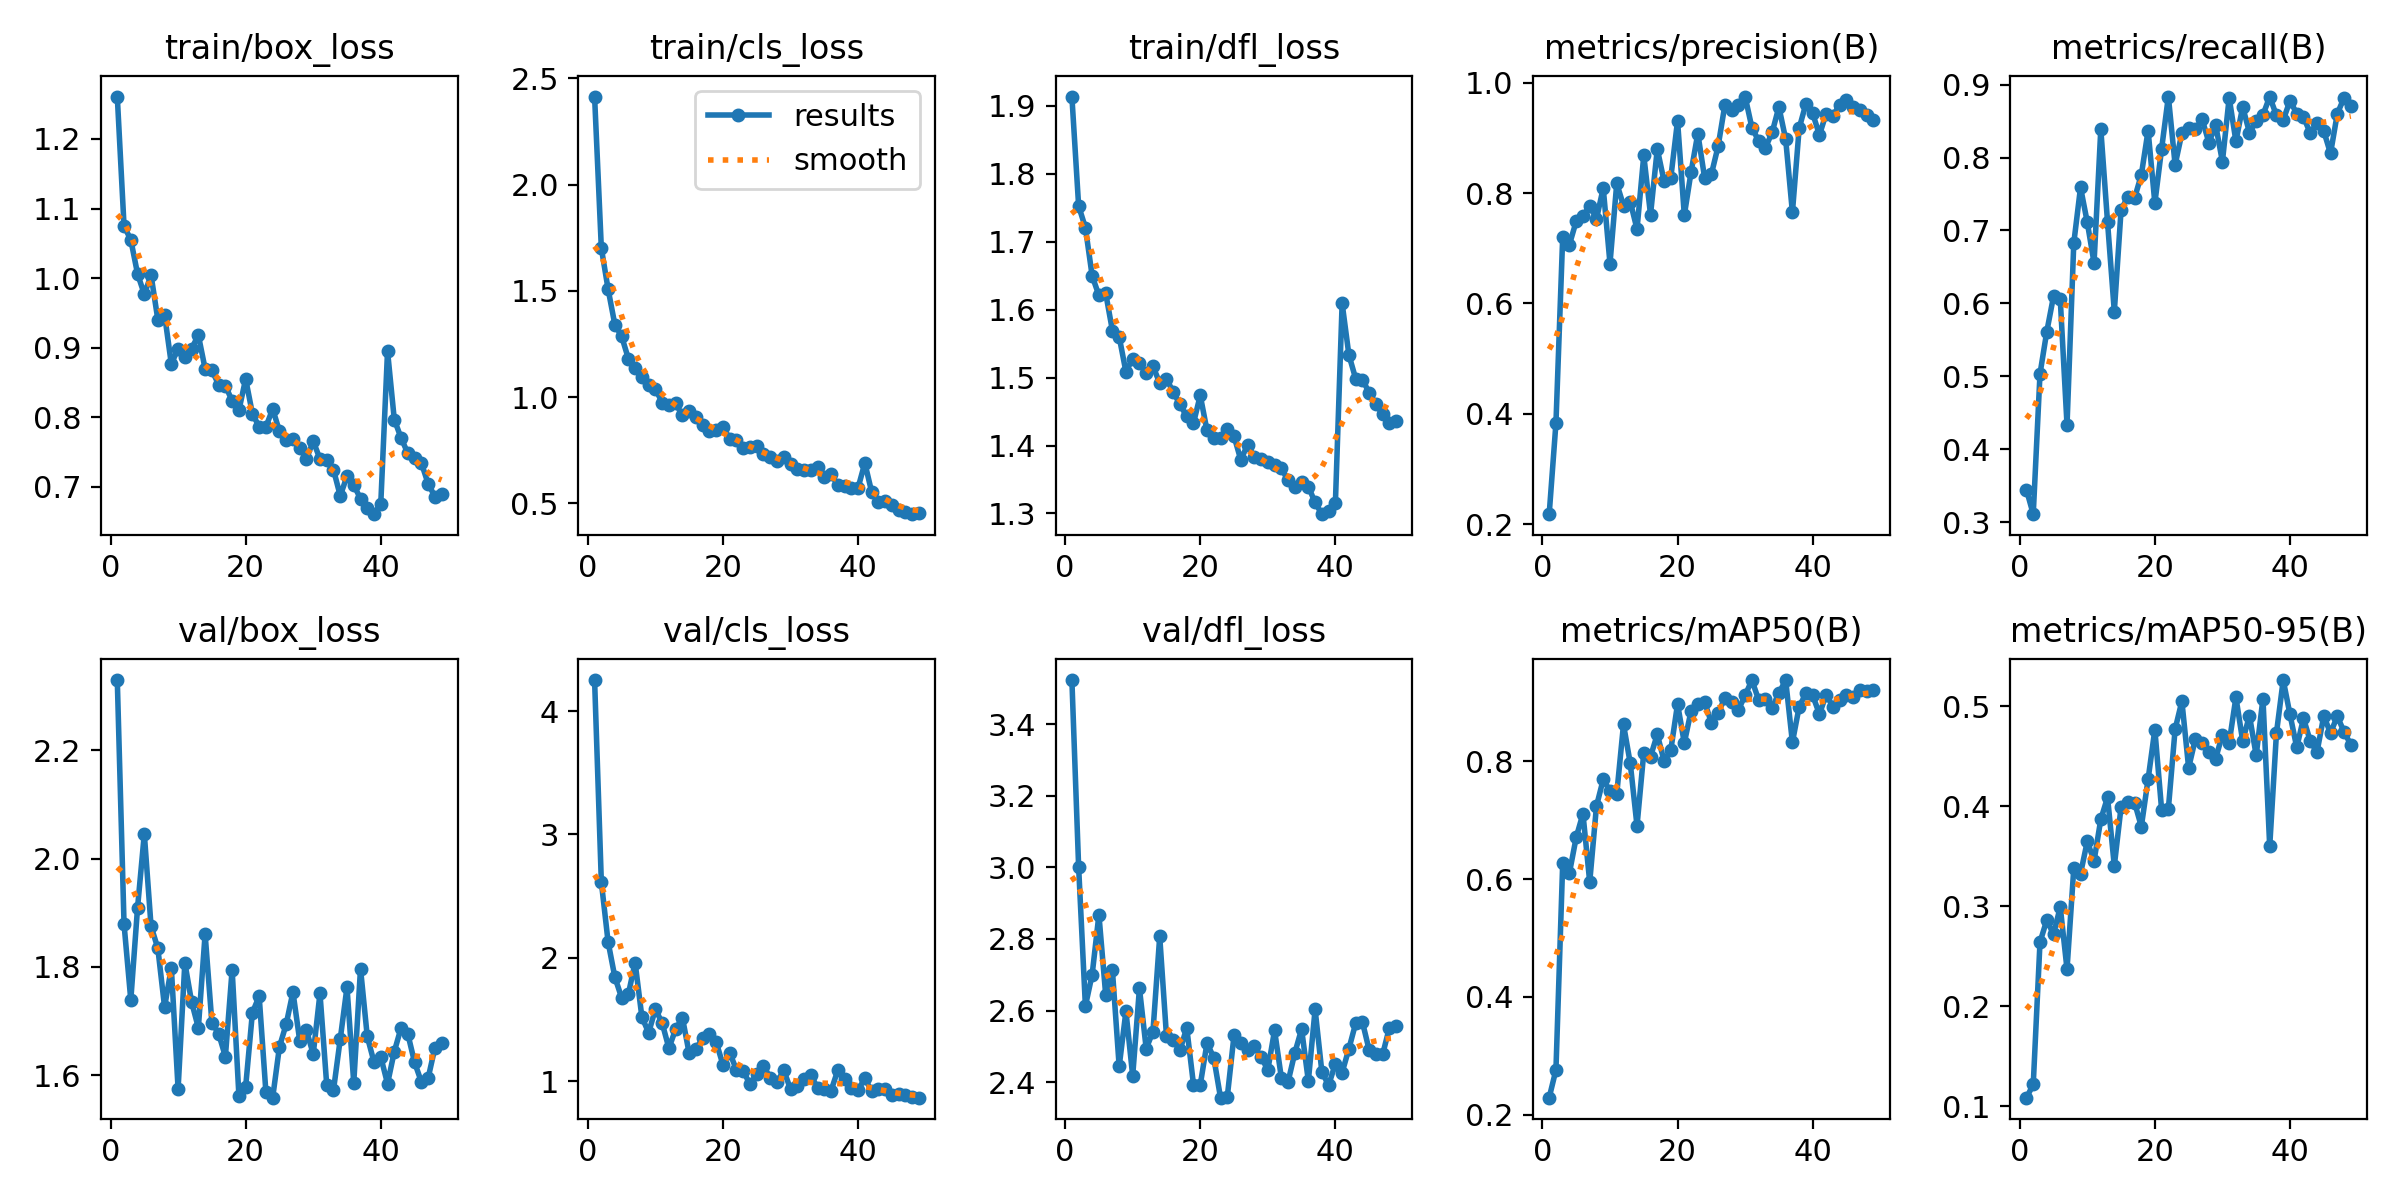 train/box_loss
train/cls_loss
train/dfl_loss
metrics/precision(B)
metrics/recall(B)
1.2
1.1
1.0
0.9
0.8
0.7
0 20 40
2.5
2.0
1.5
1.0
0.5
0 20 40
results
smooth
1.9
1.8
1.7
1.6
1.5
1.4
1.3
0 20 40
1.0
0.8
0.6
0.4
0.2
0 20 40
0.9
0.8
0.7
0.6
0.5
0.4
0.3
0 20 40
val/box_loss
val/cls_loss
val/dfl_loss
metrics/mAP50(B)
metrics/mAP50-95(B)
2.2
2.0
1.8
1.6
0 20 40
4
3
2
1
0 20 40
3.4
3.2
3.0
2.8
2.6
2.4
0 20 40
0.8
0.6
0.4
0.2
0 20 40
0.5
0.4
0.3
0.2
0.1
0 20 40